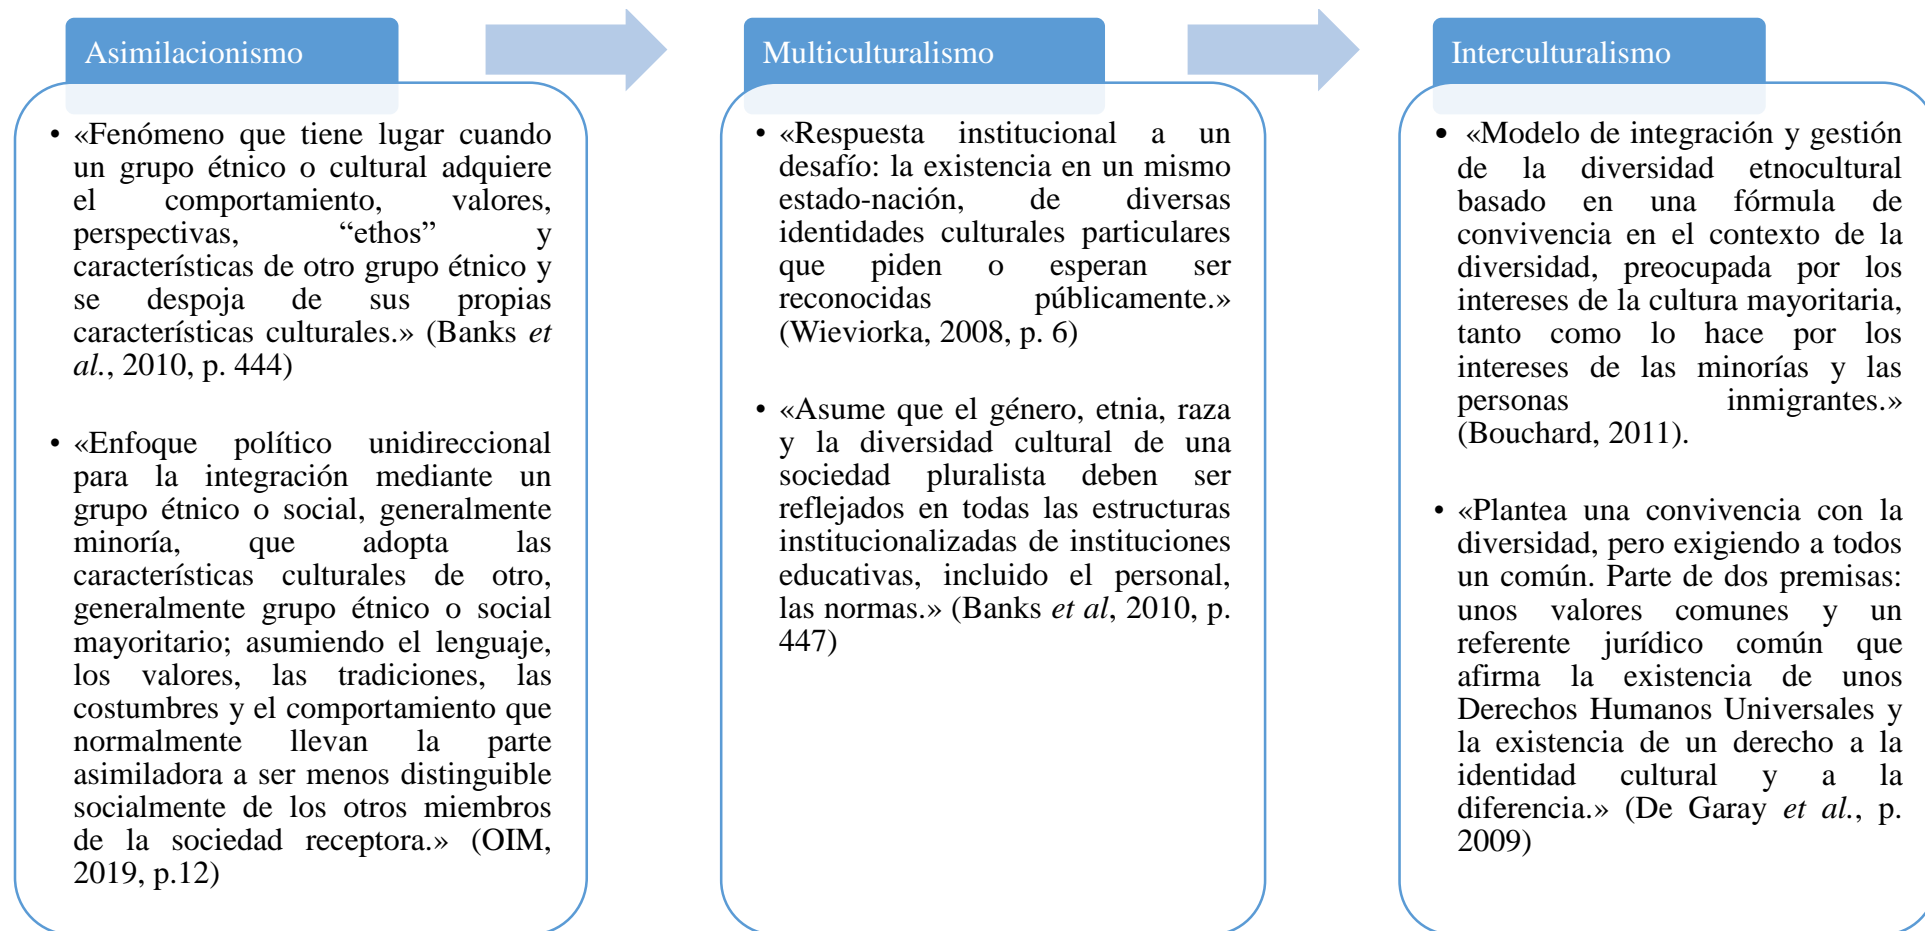 Asimilacionismo
• «Fenómeno que tiene lugar cuando
un grupo étnico o cultural adquiere
el comportamiento, valores,
perspectivas, “ethos” y
características de otro grupo étnico y
se despoja de sus propias
características culturales.» (Banks et
al., 2010, p. 444)
• «Enfoque político unidireccional
para la integración mediante un
grupo étnico o social, generalmente
minoría, que adopta las
características culturales de otro,
generalmente grupo étnico o social
mayoritario; asumiendo el lenguaje,
los valores, las tradiciones, las
costumbres y el comportamiento que
normalmente llevan la parte
asimiladora a ser menos distinguible
socialmente de los otros miembros
de la sociedad receptora.» (OIM,
2019, p.12)
Multiculturalismo
• «Respuesta institucional a un
desafío: la existencia en un mismo
estado-nación, de diversas
identidades culturales particulares
que piden o esperan ser
reconocidas públicamente.»
(Wieviorka, 2008, p. 6)
• «Asume que el género, etnia, raza
y la diversidad cultural de una
sociedad pluralista deben ser
reflejados en todas las estructuras
institucionalizadas de instituciones
educativas, incluido el personal,
las normas.» (Banks et al, 2010, p.
447)
Interculturalismo
• «Modelo de integración y gestión
de la diversidad etnocultural
basado en una fórmula de
convivencia en el contexto de la
diversidad, preocupada por los
intereses de la cultura mayoritaria,
tanto como lo hace por los
intereses de las minorías y las
personas inmigrantes.»
(Bouchard, 2011).
• «Plantea una convivencia con la
diversidad, pero exigiendo a todos
un común. Parte de dos premisas:
unos valores comunes y un
referente jurídico común que
afirma la existencia de unos
Derechos Humanos Universales y
la existencia de un derecho a la
identidad cultural y a la
diferencia.» (De Garay et al., p.
2009)